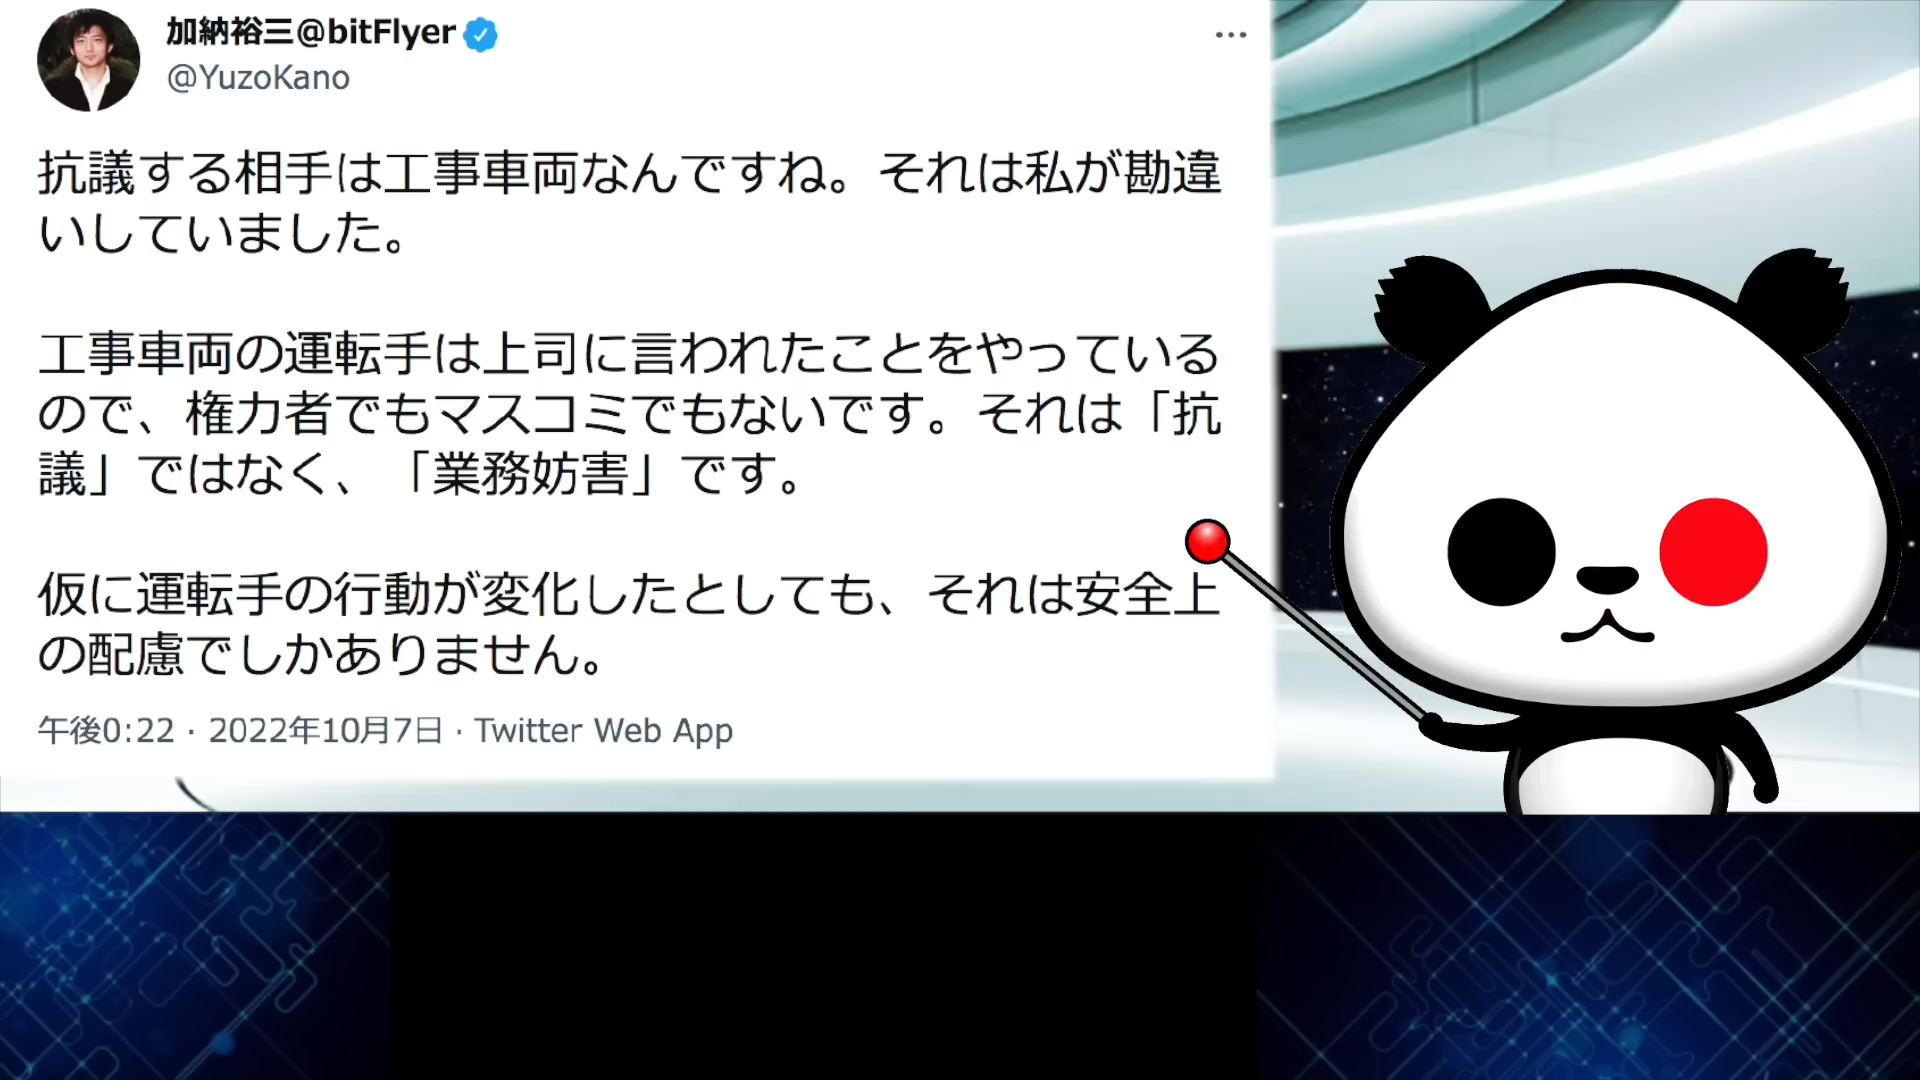 加納裕三@bitFlyer
@YuzoKano
抗議する相手は工事車両なんですね。それは私が勘違
いしていました。
工事車両の運転手は上司に言われたことをやっている
ので、権力者でもマスコミでもないです。それは「抗
議」ではなく、「業務妨害」です。
仮に運転手の行動が変化したとしても、それは安全上
の配慮でしかありません。
午後0:22 · 2022年10月7日 · Twitter Web App